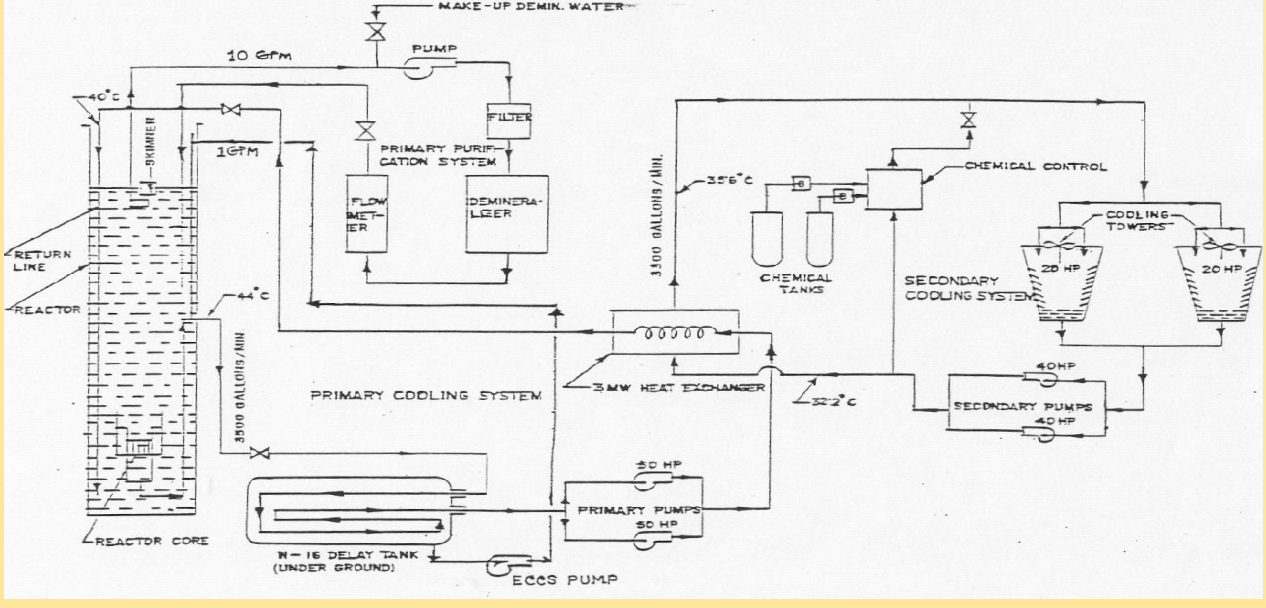 MAKE-UP DEMIN. WATER
10 GPM
PUMP
40°C
SKIMMER
1GPM
FILTER
PRIMARY PURIFI-
CATION SYSTEM
FLOW
MET-
ER
DEMINERA-
LIZER
RETURN
LINE
REACTOR
44°C
3500 GALLONS/MIN.
PRIMARY COOLING SYSTEM
REACTOR CORE
N-16 DELAY TANK
(UNDER GROUND)
ECCS PUMP
50 HP
PRIMARY PUMPS
50 HP
3 MW HEAT EXCHANGER
3300 GALLONS/MIN.
35.6°C
32.2°C
B
B
CHEMICAL CONTROL
CHEMICAL
TANKS
COOLING
TOWERS
20 HP
20 HP
SECONDARY
COOLING SYSTEM
40HP
SECONDARY PUMPS
40 HP